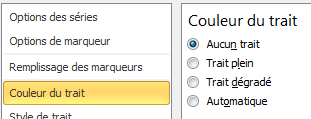 Options des séries
Options de marqueur
Remplissage des marqueurs
Couleur du trait
Style de trait
Couleur du trait
Aucun trait
Trait plein
Trait dégradé
Automatique